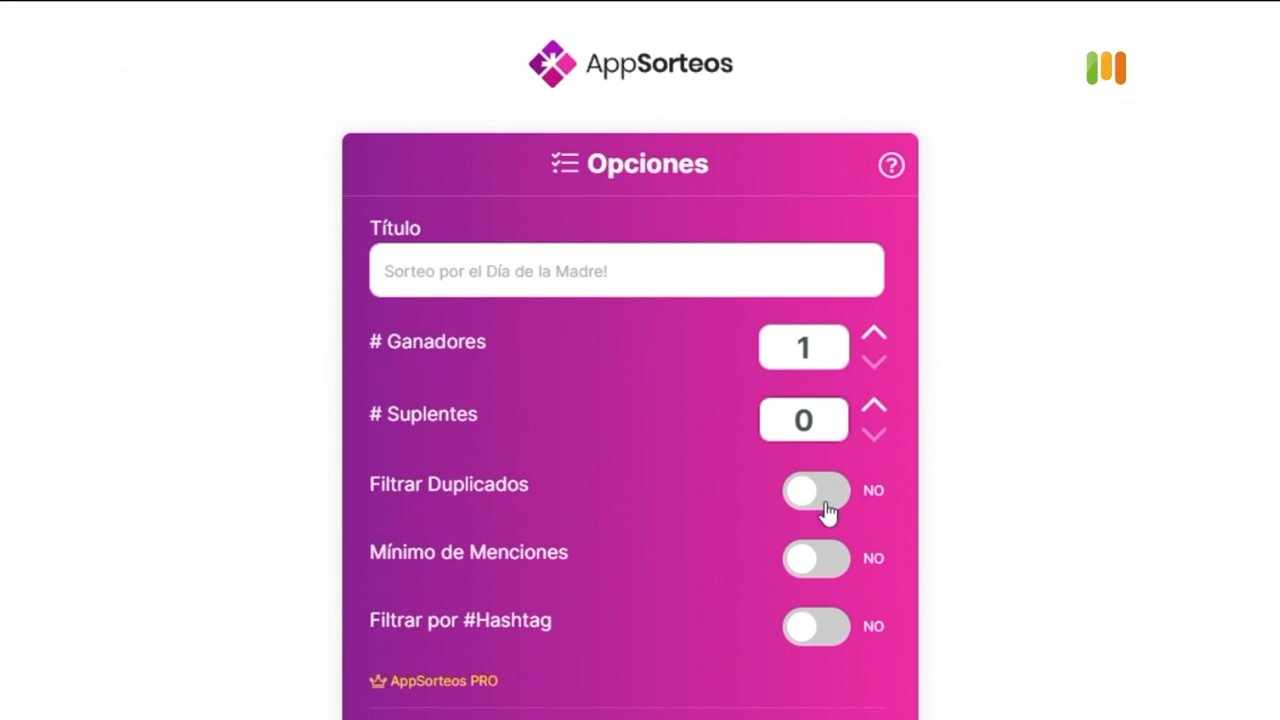 AppSorteos
Opciones
Título
Sorteo por el Día de la Madre!
# Ganadores 1
# Suplentes 0
Filtrar Duplicados NO
Mínimo de Menciones NO
Filtrar por #Hashtag NO
AppSorteos PRO